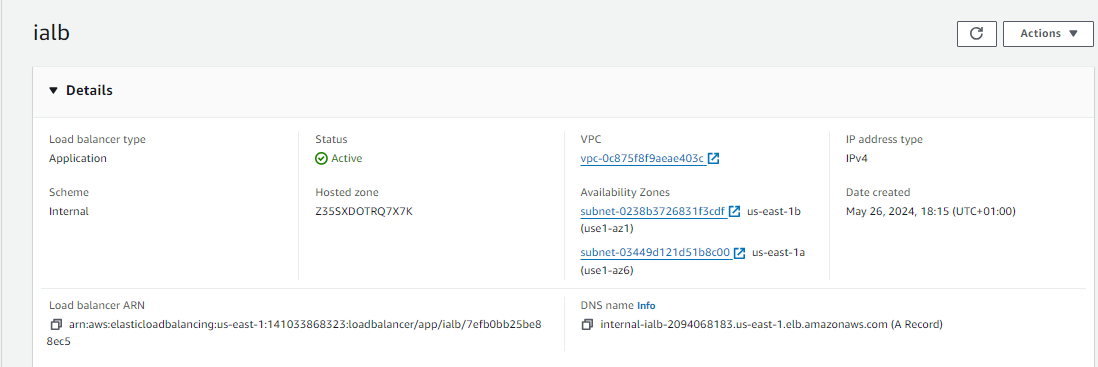 ialb
Actions
Details
Load balancer type
Application
Status
Active
VPC
vpc-0c875f8f9aeae403c
IP address type
IPv4
Scheme
Internal
Hosted zone
Z35SXDOTRQ7X7K
Availability Zones
subnet-0238b3726831f3cdf us-east-1b
(use1-az1)
subnet-03449d121d51b8c00 us-east-1a
(use1-az6)
Date created
May 26, 2024, 18:15 (UTC+01:00)
Load balancer ARN
arn:aws:elasticloadbalancing:us-east-1:141033868323:loadbalancer/app/ialb/7efb0bb25be8
8ec5
DNS name Info
internal-ialb-2094068183.us-east-1.elb.amazonaws.com (A Record)